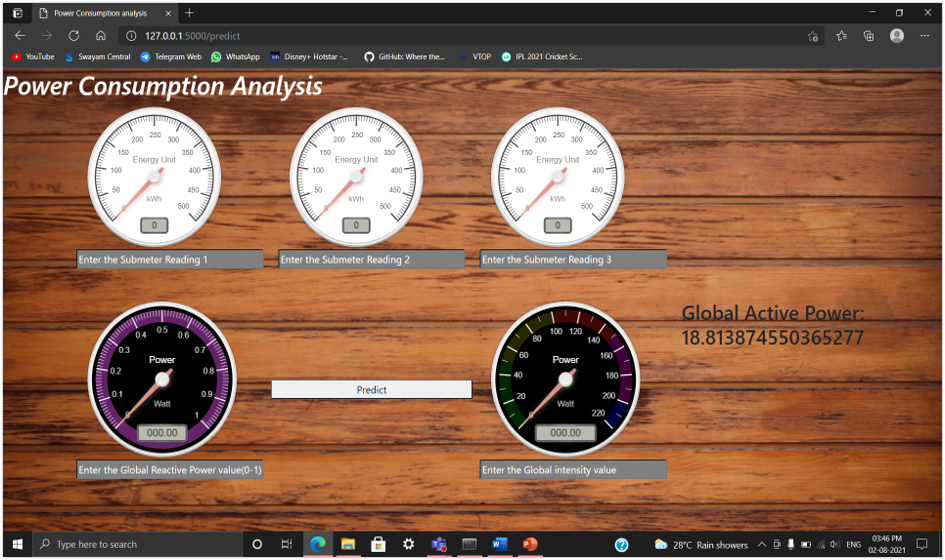 Power Consumption analysis
127.0.0.1:5000/predict
YouTube Swayam Central Telegram Web WhatsApp Disney+ Hotstar -... GitHub: Where the... VTOP IPL 2021 Cricket Sc...
Power Consumption Analysis
0 50 100 150 200 250 300 350 400 450 500
Energy Unit
kWh
0
0 50 100 150 200 250 300 350 400 450 500
Energy Unit
kWh
0
0 50 100 150 200 250 300 350 400 450 500
Energy Unit
kWh
0
Enter the Submeter Reading 1
Enter the Submeter Reading 2
Enter the Submeter Reading 3
0 0.1 0.2 0.3 0.4 0.5 0.6 0.7 0.8 0.9 1
Power
Watt
000.00
Predict
0 20 40 60 80 100 120 140 160 180 200 220
Power
Watt
000.00
Global Active Power:
18.813874550365277
Enter the Global Reactive Power value(0-1)
Enter the Global intensity value
Type here to search
28°C Rain showers
ENG
03:46 PM
02-08-2021